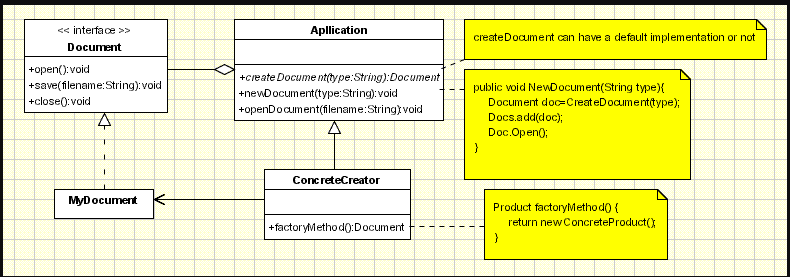 << interface >>
Document
+open():void
+save(filename:String):void
+close():void
Apllication
+createDocument(type:String):Document
+newDocument(type:String):void
+openDocument(filename:String):void
createDocument can have a default implementation or not
public void NewDocument(String type){
Document doc=CreateDocument(type);
Docs.add(doc);
Doc.Open();
}
MyDocument
ConcreteCreator
+factoryMethod():Document
Product factoryMethod() {
return new ConcreteProduct();
}